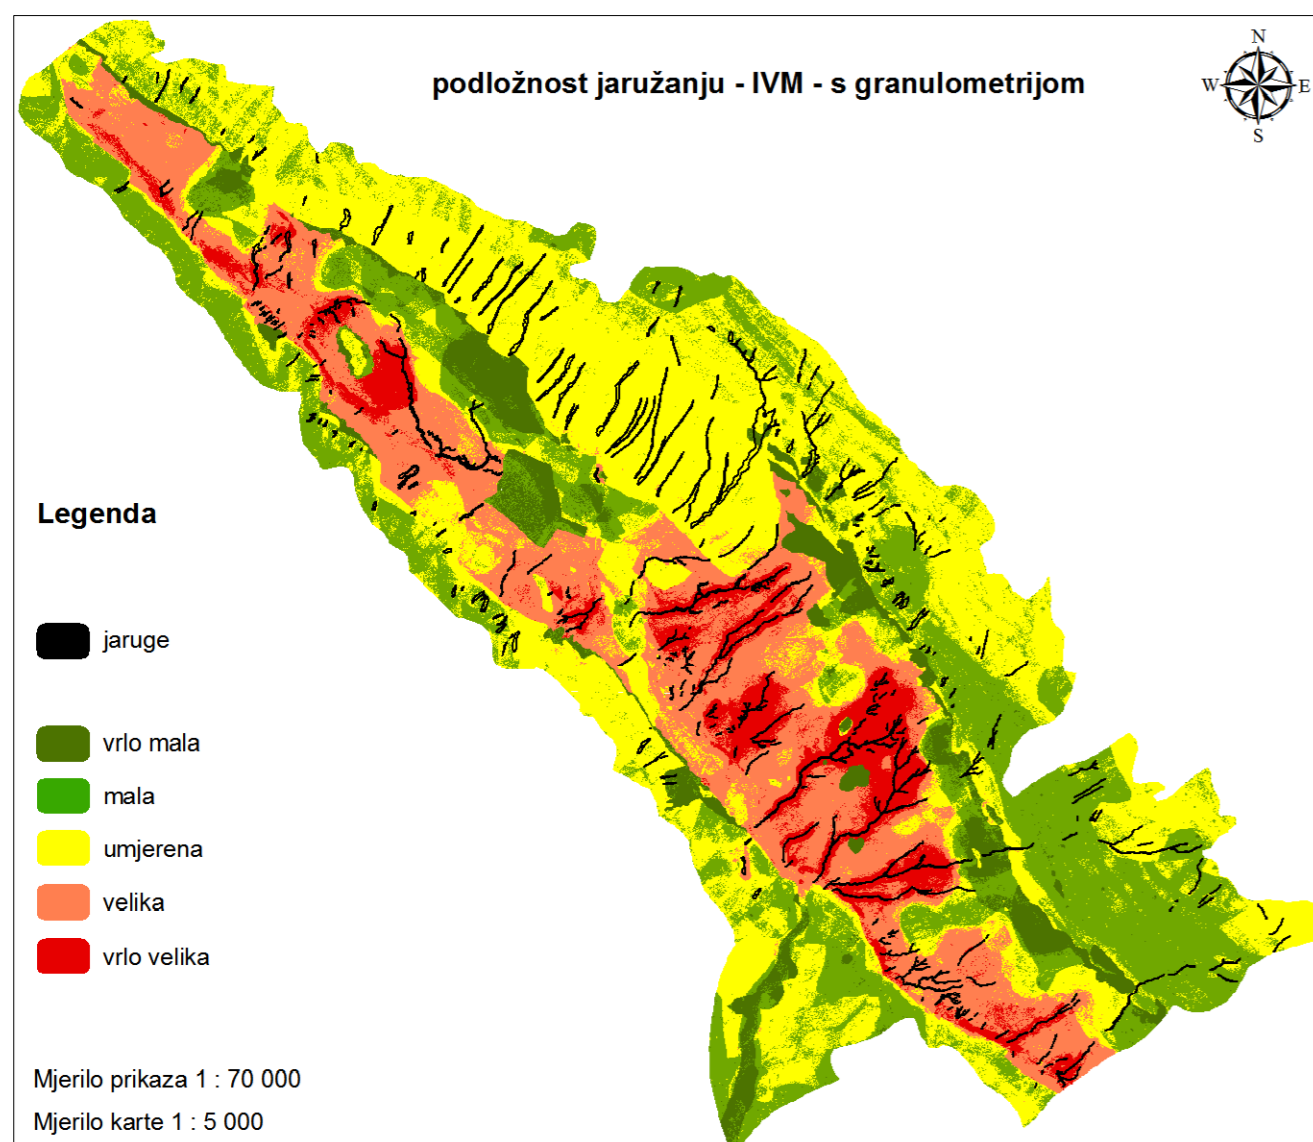 podložnost jaružanju - IVM - s granulometrijom
N
W E
S
Legenda
jaruge
vrlo mala
mala
umjerena
velika
vrlo velika
Mjerilo prikaza 1 : 70 000
Mjerilo karte 1 : 5 000